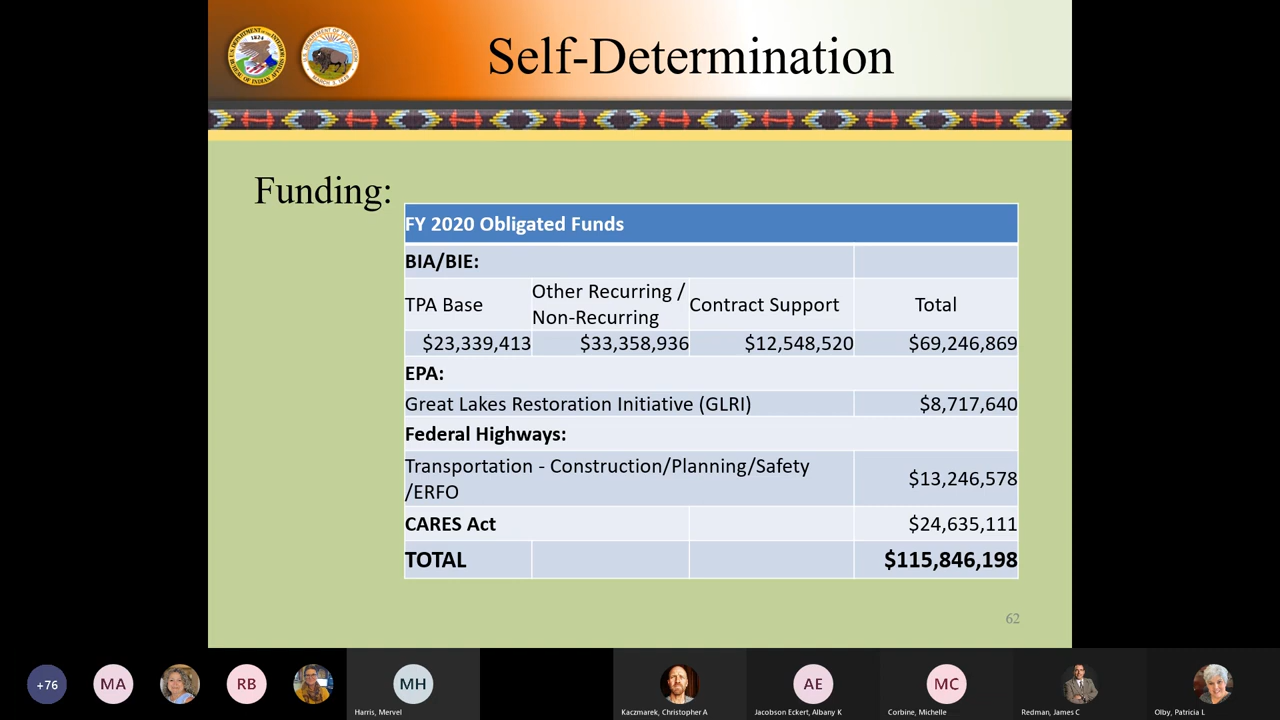 Self-Determination
Funding:
FY 2020 Obligated Funds
BIA/BIE:
TPA Base
Other Recurring /
Non-Recurring
Contract Support
Total
$23,339,413 $33,358,936 $12,548,520 $69,246,869
EPA:
Great Lakes Restoration Initiative (GLRI) $8,717,640
Federal Highways:
Transportation - Construction/Planning/Safety
/ERFO
$13,246,578
CARES Act $24,635,111
TOTAL $115,846,198
62
+76 MA RB MH AE MC
Harris, Mervel Kaczmarek, Christopher A Jacobson Eckert, Albany K Corbine, Michelle Redman, James C Olby, Patricia L